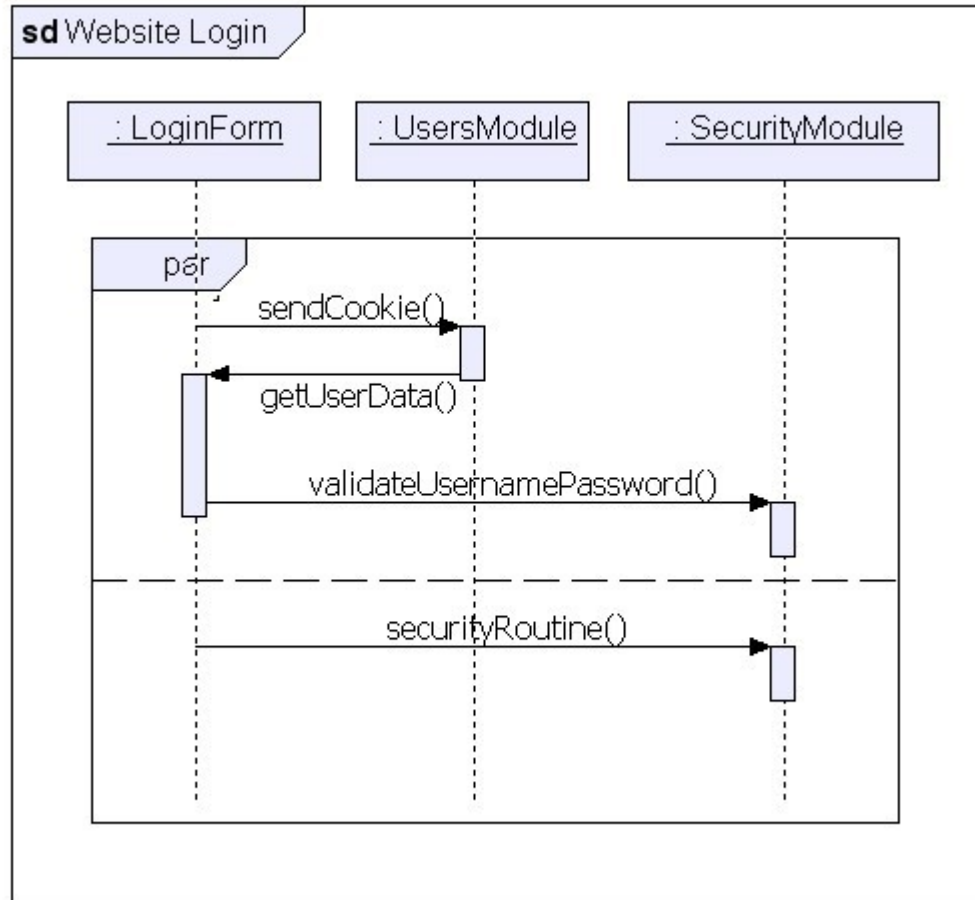 sd Website Login
: LoginForm
: UsersModule
: SecurityModule
par
sendCookie()
getUserData()
validateUsernamePassword()
securityRoutine()